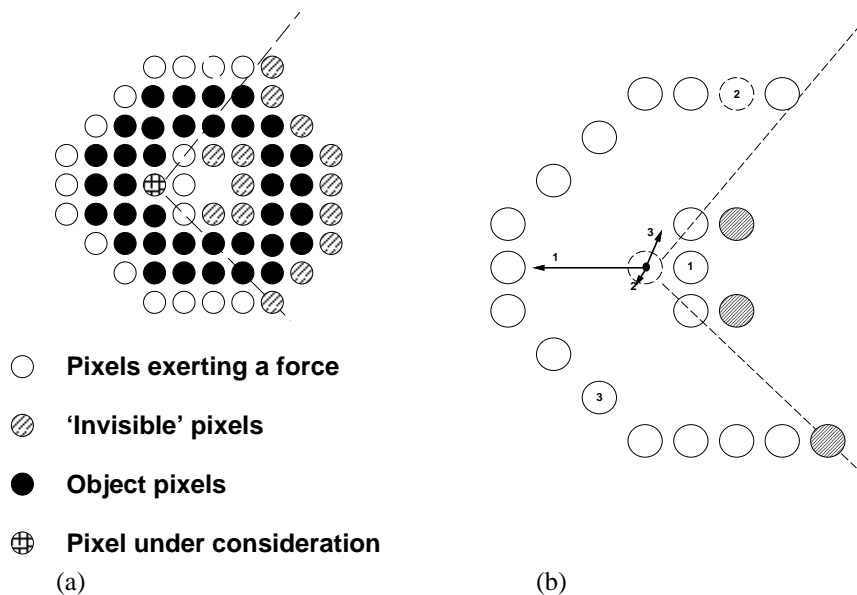 2
3
1
1
2
3
Pixels exerting a force
‘Invisible’ pixels
Object pixels
Pixel under consideration
(a)
(b)